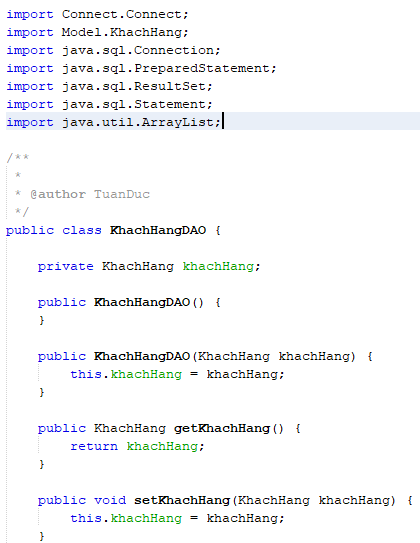 import Connect.Connect;
import Model.KhachHang;
import java.sql.Connection;
import java.sql.PreparedStatement;
import java.sql.ResultSet;
import java.sql.Statement;
import java.util.ArrayList;
/**
 *
 * @author TuanDuc
 */
public class KhachHangDAO {
    private KhachHang khachHang;
    public KhachHangDAO() {
    }
    public KhachHangDAO(KhachHang khachHang) {
        this.khachHang = khachHang;
    }
    public KhachHang getKhachHang() {
        return khachHang;
    }
    public void setKhachHang(KhachHang khachHang) {
        this.khachHang = khachHang;
    }